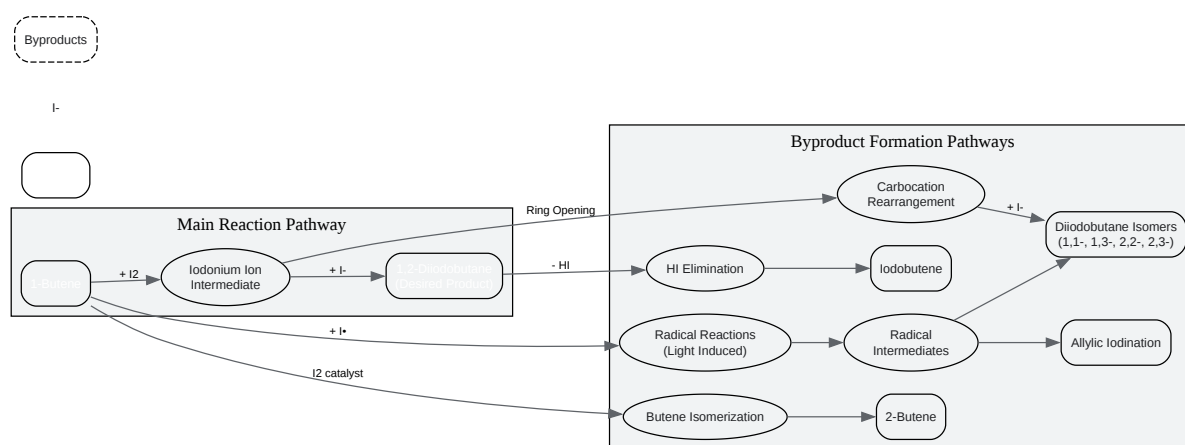 Byproducts
I-
Byproduct Formation Pathways
Carbocation
Rearrangement
Ring Opening
+ I-
Main Reaction Pathway
Diiodobutane Isomers
(1,1-, 1,3-, 2,2-, 2,3-)
1-Butene
+ I2
Iodonium Ion
Intermediate
+ I-
1,2-Diiodobutane
(Desired Product)
- HI
HI Elimination
Iodobutene
+ I•
Radical Reactions
(Light Induced)
Radical
Intermediates
Allylic Iodination
I2 catalyst
Butene Isomerization
2-Butene